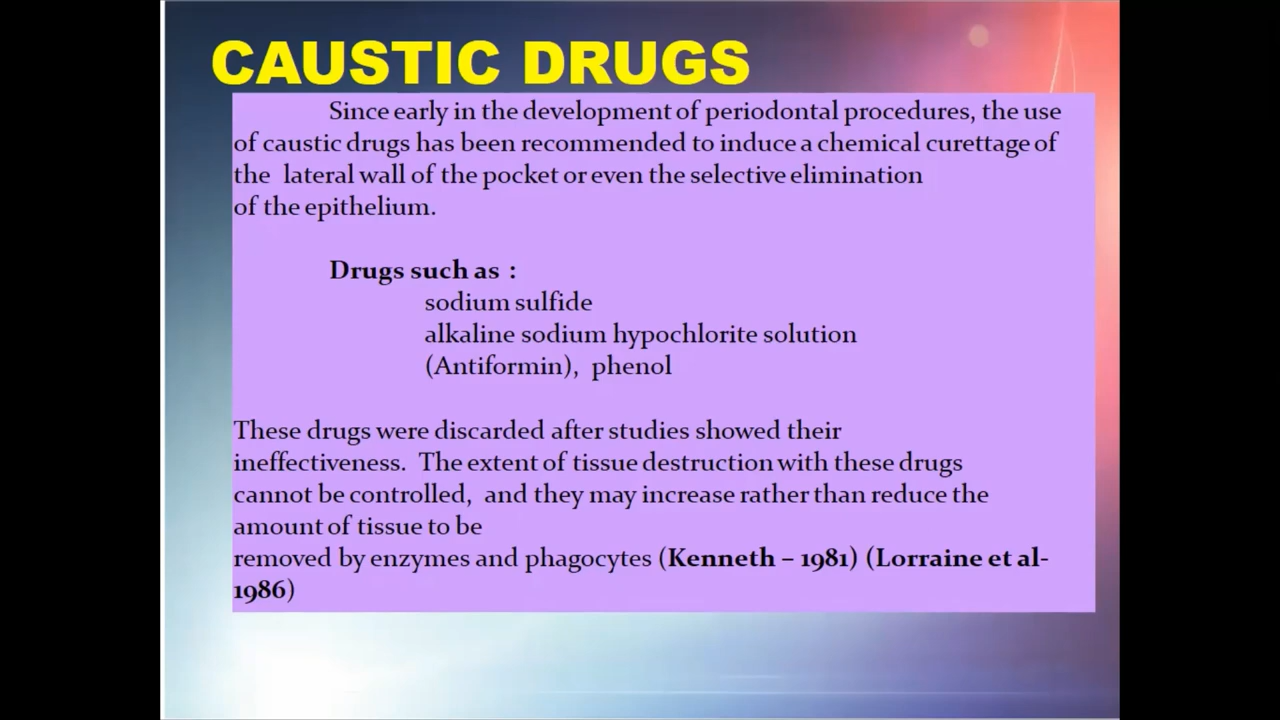 CAUSTIC DRUGS
Since early in the development of periodontal procedures, the use
of caustic drugs has been recommended to induce a chemical curettage of
the lateral wall of the pocket or even the selective elimination
of the epithelium.
Drugs such as :
sodium sulfide
alkaline sodium hypochlorite solution
(Antiformin), phenol
These drugs were discarded after studies showed their
ineffectiveness. The extent of tissue destruction with these drugs
cannot be controlled, and they may increase rather than reduce the
amount of tissue to be
removed by enzymes and phagocytes (Kenneth – 1981) (Lorraine et al-
1986)